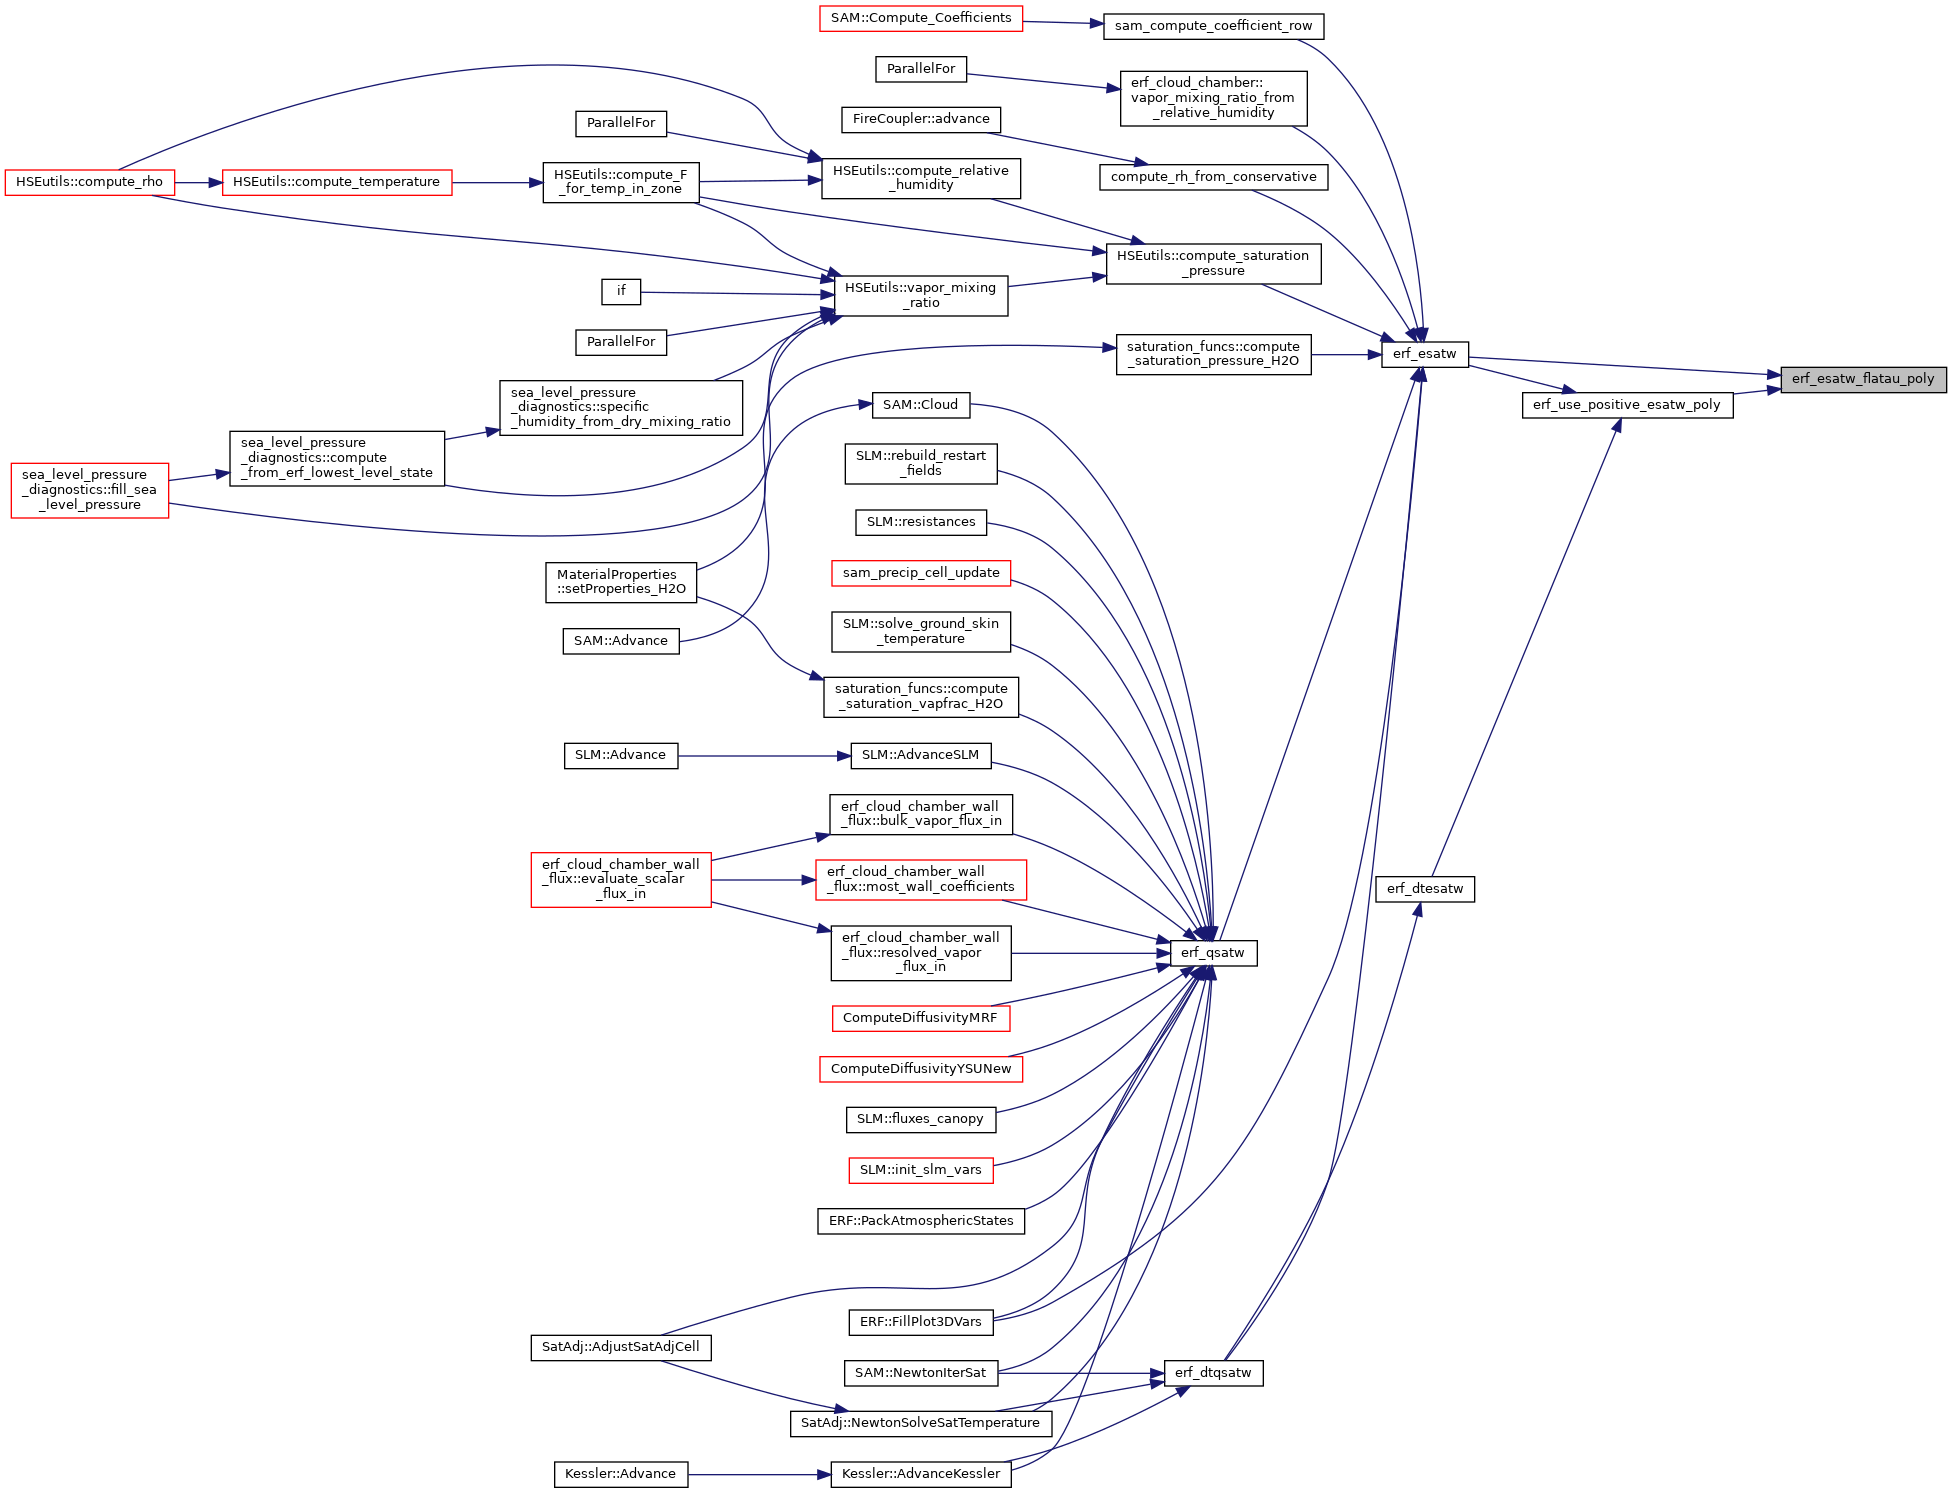 SAM::Compute_Coefficients
sam_compute_coefficient_row
ParallelFor
erf_cloud_chamber::
vapor_mixing_ratio_from
_relative_humidity
FireCoupler::advance
ParallelFor
HSEutils::compute_relative
_humidity
compute_rh_from_conservative
HSEutils::compute_rho
HSEutils::compute_temperature
HSEutils::compute_F
_for_temp_in_zone
HSEutils::compute_saturation
_pressure
if
HSEutils::vapor_mixing
_ratio
ParallelFor
saturation_funcs::compute
_saturation_pressure_H2O
erf_esatw
erf_esatw_flatau_poly
sea_level_pressure
_diagnostics::specific
_humidity_from_dry_mixing_ratio
SAM::Cloud
erf_use_positive_esatw_poly
sea_level_pressure
_diagnostics::compute
_from_erf_lowest_level_state
sea_level_pressure
_diagnostics::fill_sea
_level_pressure
SLM::rebuild_restart
_fields
SLM::resistances
MaterialProperties
::setProperties_H2O
sam_precip_cell_update
SAM::Advance
SLM::solve_ground_skin
_temperature
saturation_funcs::compute
_saturation_vapfrac_H2O
SLM::Advance
SLM::AdvanceSLM
erf_cloud_chamber_wall
_flux::bulk_vapor_flux_in
erf_cloud_chamber_wall
_flux::evaluate_scalar
_flux_in
erf_cloud_chamber_wall
_flux::most_wall_coefficients
erf_dtesatw
erf_cloud_chamber_wall
_flux::resolved_vapor
_flux_in
erf_qsatw
ComputeDiffusivityMRF
ComputeDiffusivityYSUNew
SLM::fluxes_canopy
SLM::init_slm_vars
ERF::PackAtmosphericStates
ERF::FillPlot3DVars
SatAdj::AdjustSatAdjCell
SAM::NewtonIterSat
erf_dtqsatw
SatAdj::NewtonSolveSatTemperature
Kessler::Advance
Kessler::AdvanceKessler